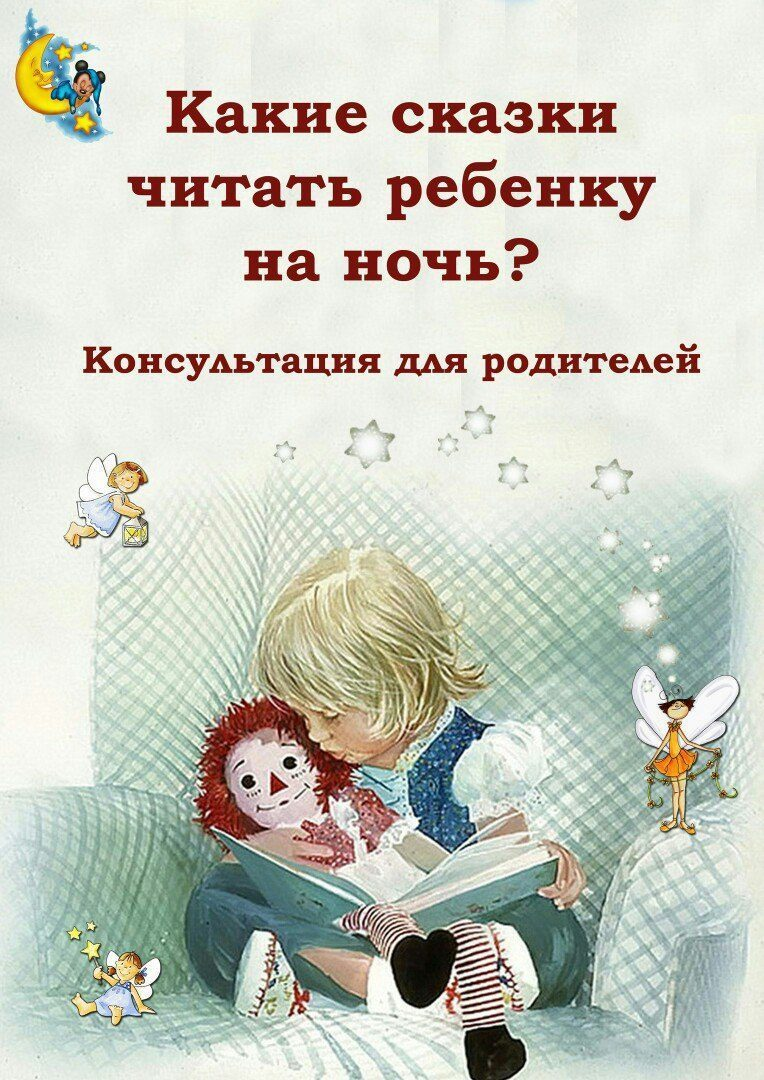 Какие сказки
читать ребенку
на ночь?
Консультация для родителей